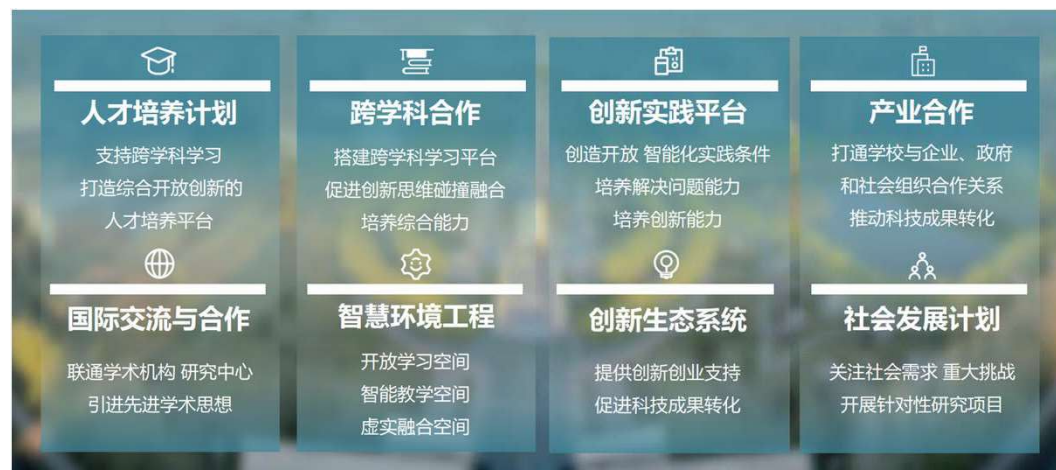 人才培养计划
支持跨学科学习
打造综合开放创新的
人才培养平台
跨学科合作
搭建跨学科学习平台
促进创新思维碰撞融合
培养综合能力
创新实践平台
创造开放 智能化实践条件
培养解决问题能力
培养创新能力
产业合作
打通学校与企业、政府
和社会组织合作关系
推动科技成果转化
国际交流与合作
联通学术机构 研究中心
引进先进学术思想
智慧环境工程
开放学习空间
智能教学空间
虚实融合空间
创新生态系统
提供创新创业支持
促进科技成果转化
社会发展计划
关注社会需求 重大挑战
开展针对性研究项目